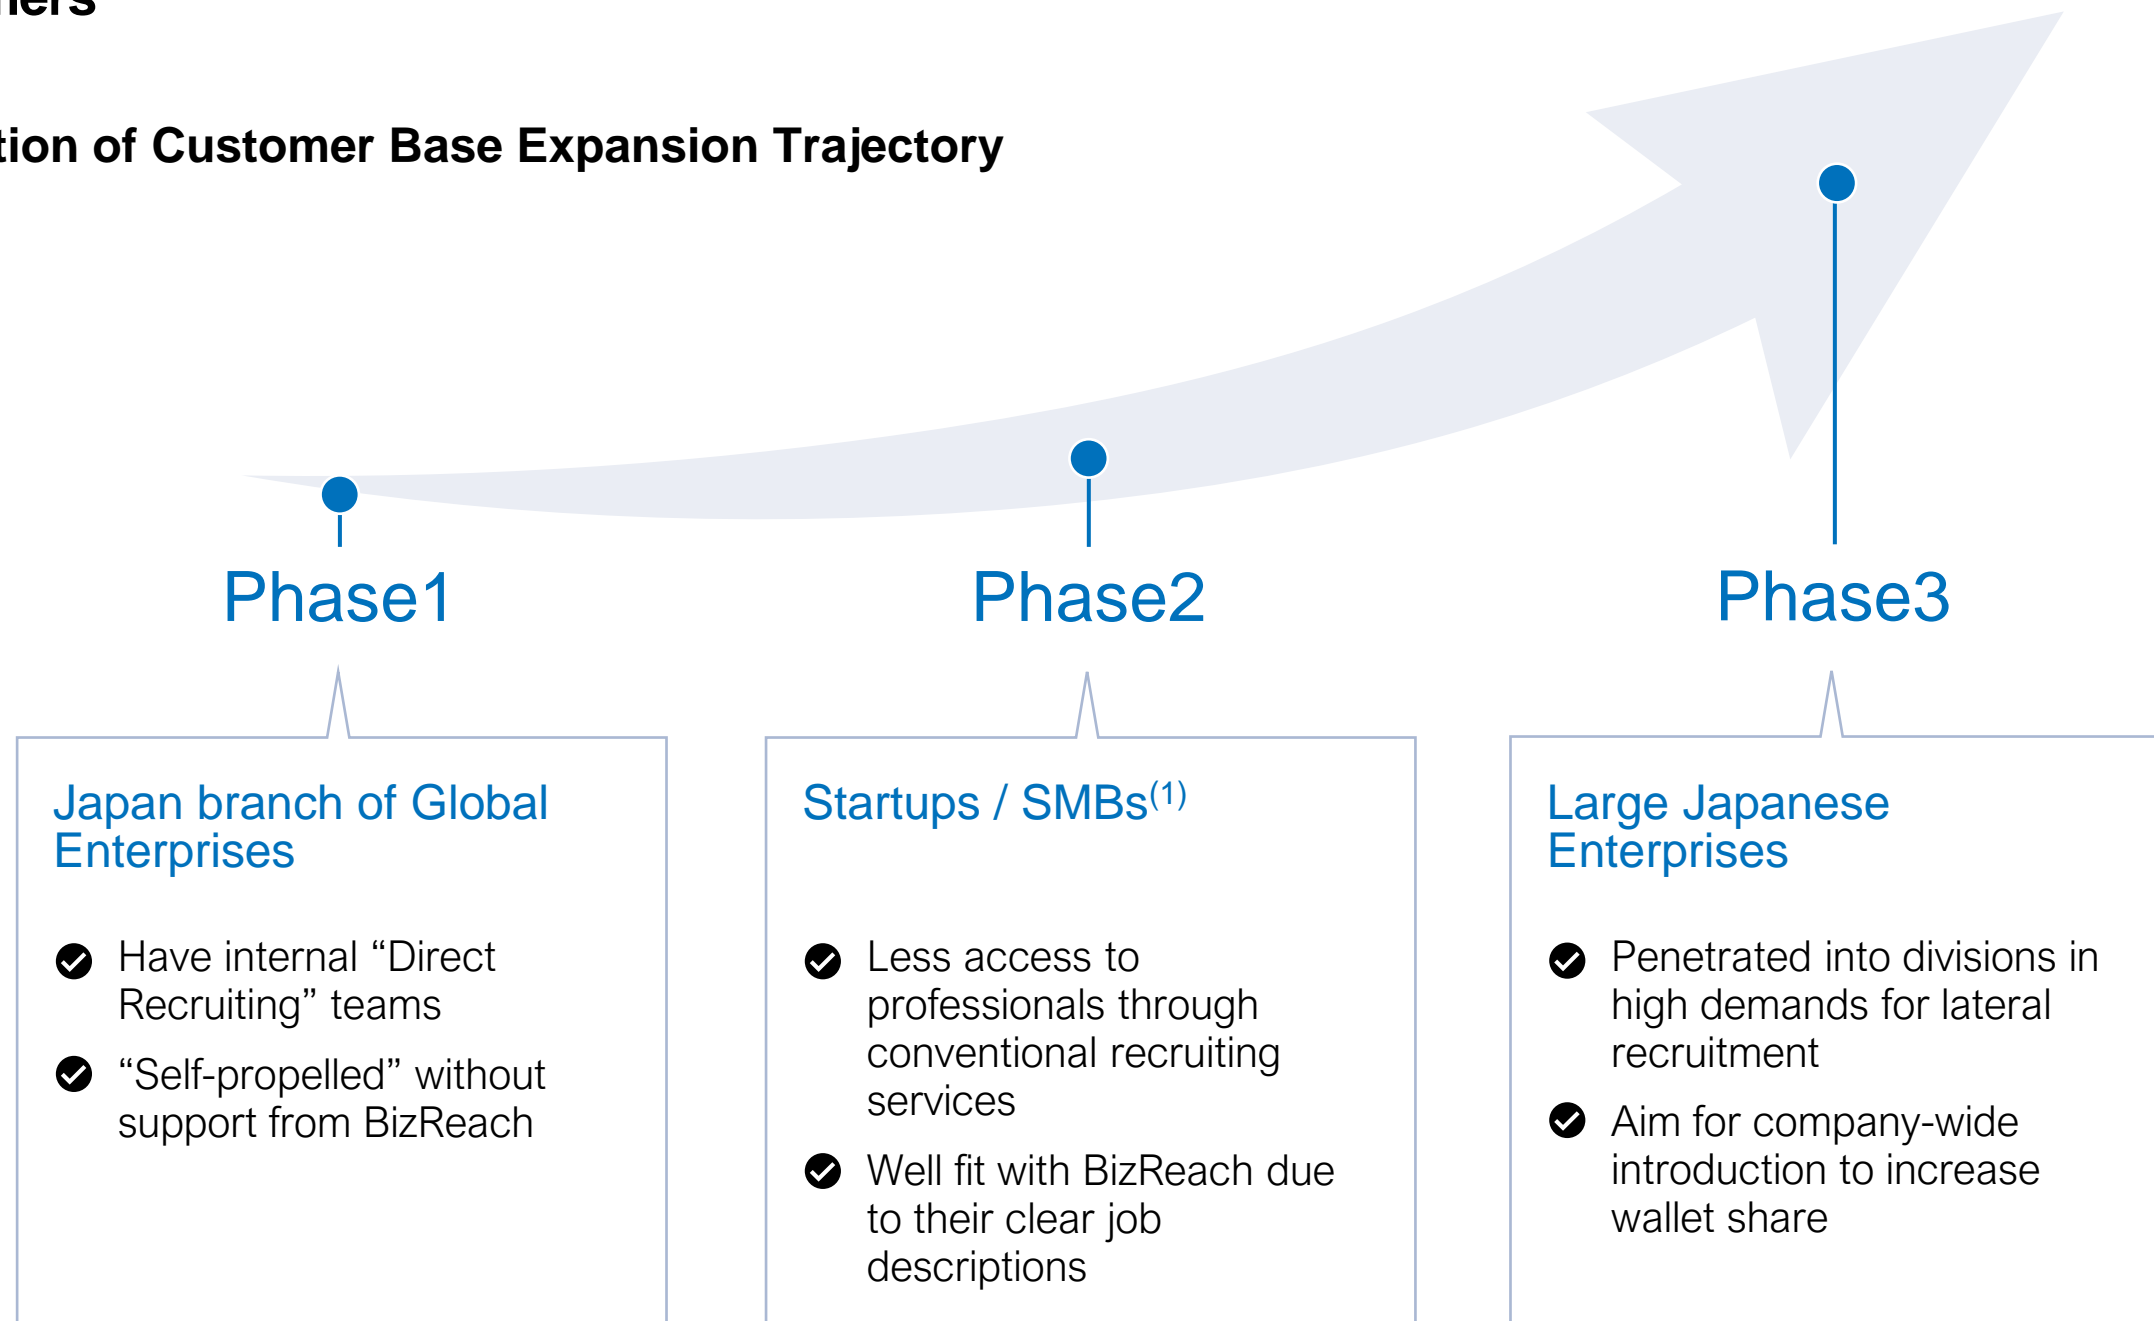 tion of Customer Base Expansion Trajectory
Phase1
Phase2
Phase3
Japan branch of Global
Enterprises
Have internal “Direct
Recruiting” teams
“Self-propelled” without
support from BizReach
Startups / SMBs(1)
Less access to
professionals through
conventional recruiting
services
Well fit with BizReach due
to their clear job
descriptions
Large Japanese
Enterprises
Penetrated into divisions in
high demands for lateral
recruitment
Aim for company-wide
introduction to increase
wallet share